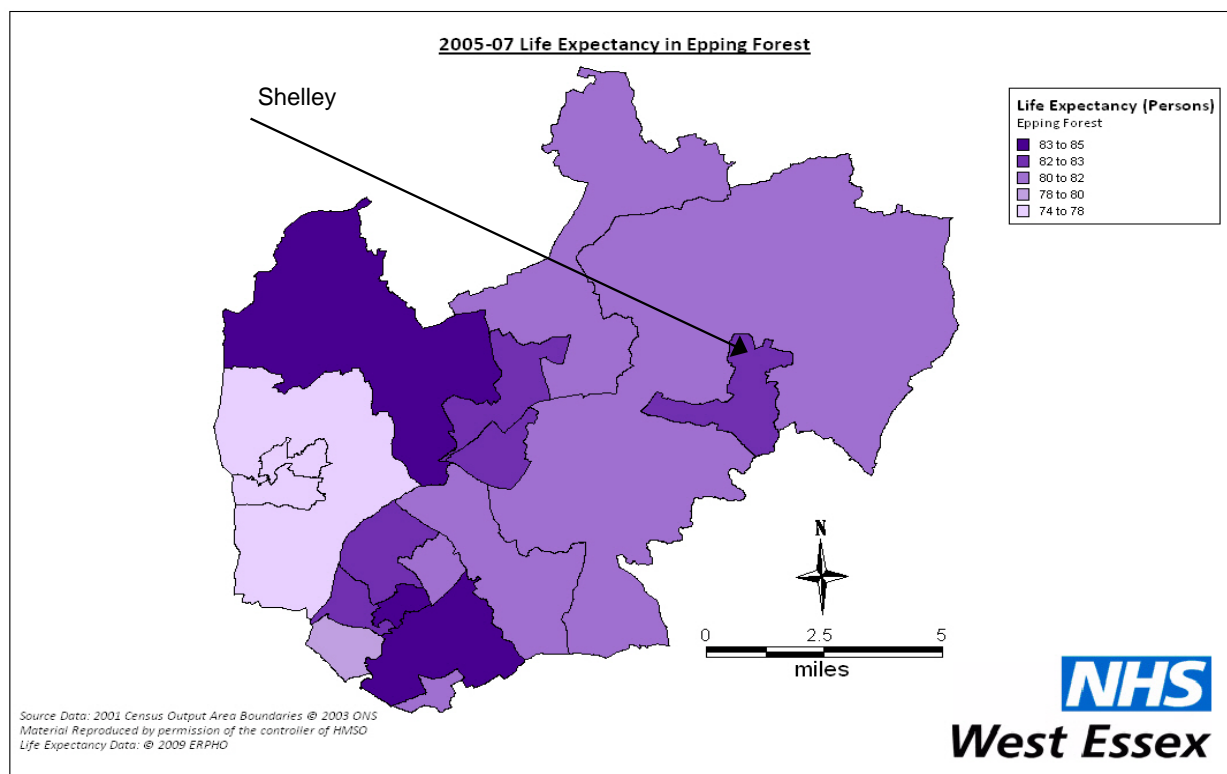 2005-07 Life Expectancy in Epping Forest
Shelley
Life Expectancy (Persons)
Epping Forest
83 to 85
82 to 83
80 to 82
78 to 80
74 to 78
N
0 2.5 5
miles
Source Data: 2001 Census Output Area Boundaries © 2003 ONS
Material Reproduced by permission of the controller of HMSO
Life Expectancy Data: © 2009 ERPHO
NHS
West Essex